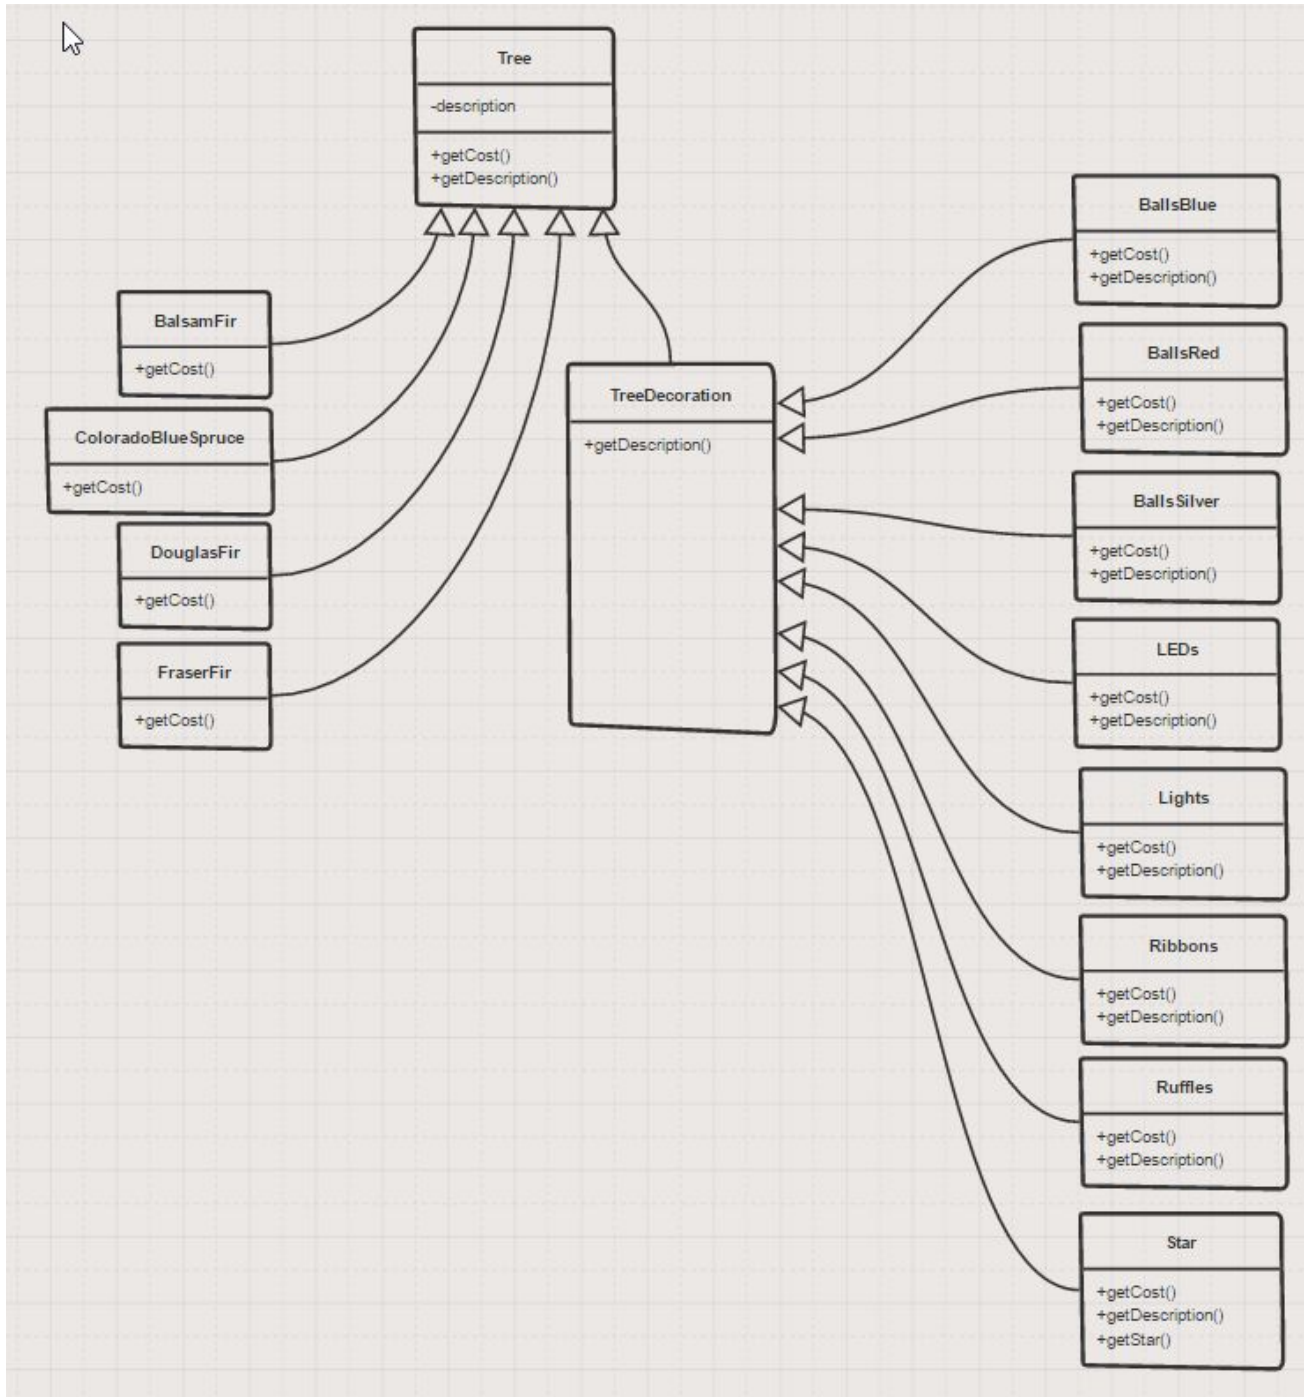 Tree
-description
+getCost()
+getDescription()
BalsamFir
+getCost()
ColoradoBlueSpruce
+getCost()
DouglasFir
+getCost()
FraserFir
+getCost()
TreeDecoration
+getDescription()
BallsBlue
+getCost()
+getDescription()
BallsRed
+getCost()
+getDescription()
BallsSilver
+getCost()
+getDescription()
LEDs
+getCost()
+getDescription()
Lights
+getCost()
+getDescription()
Ribbons
+getCost()
+getDescription()
Ruffles
+getCost()
+getDescription()
Star
+getCost()
+getDescription()
+getStar()